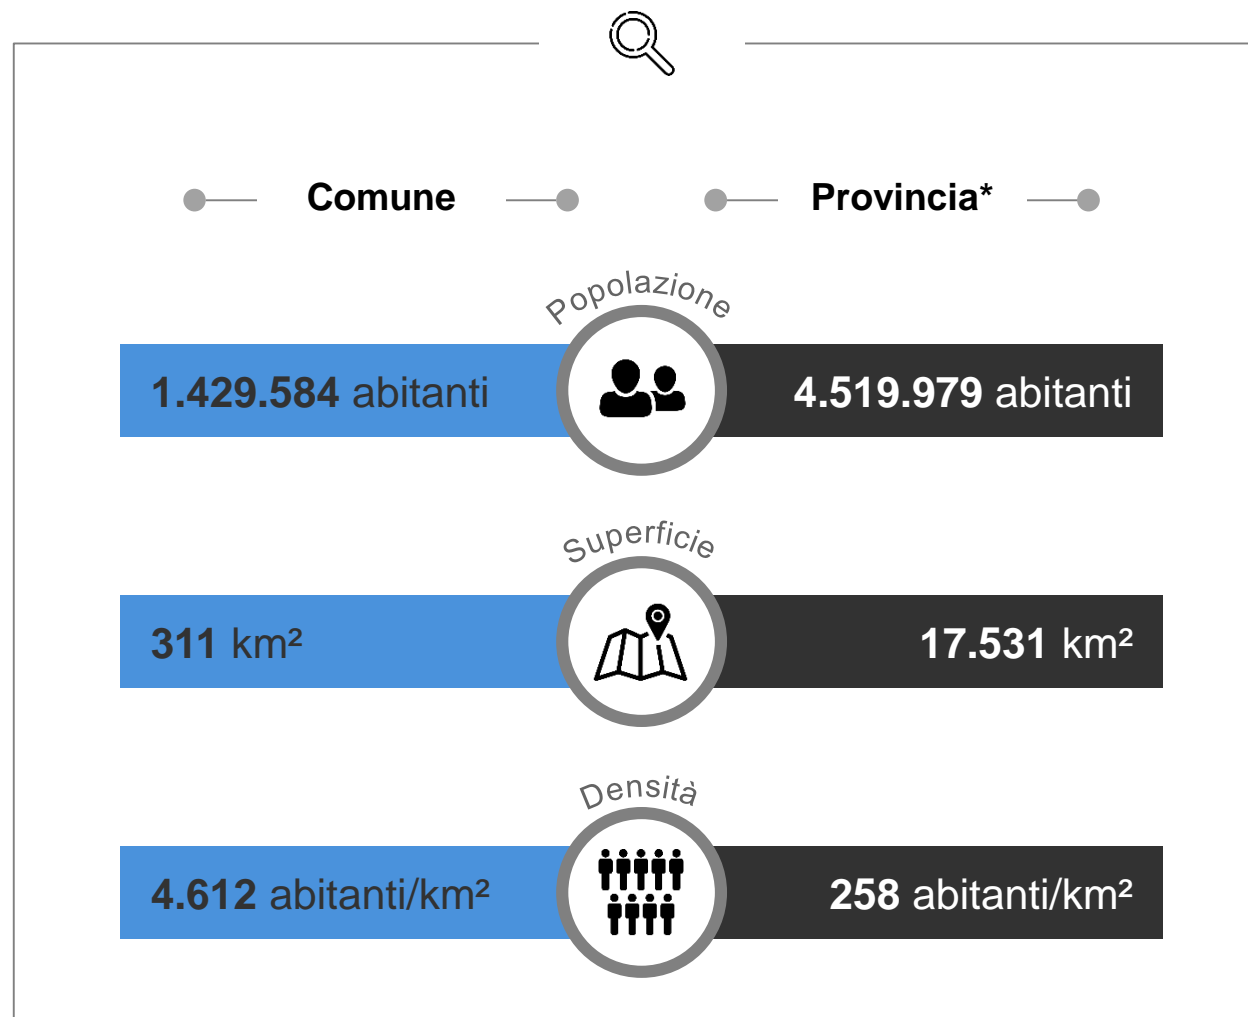 Comune
Provincia*
Popolazione
1.429.584 abitanti
4.519.979 abitanti
Superficie
311 km²
17.531 km²
Densità
4.612 abitanti/km²
258 abitanti/km²